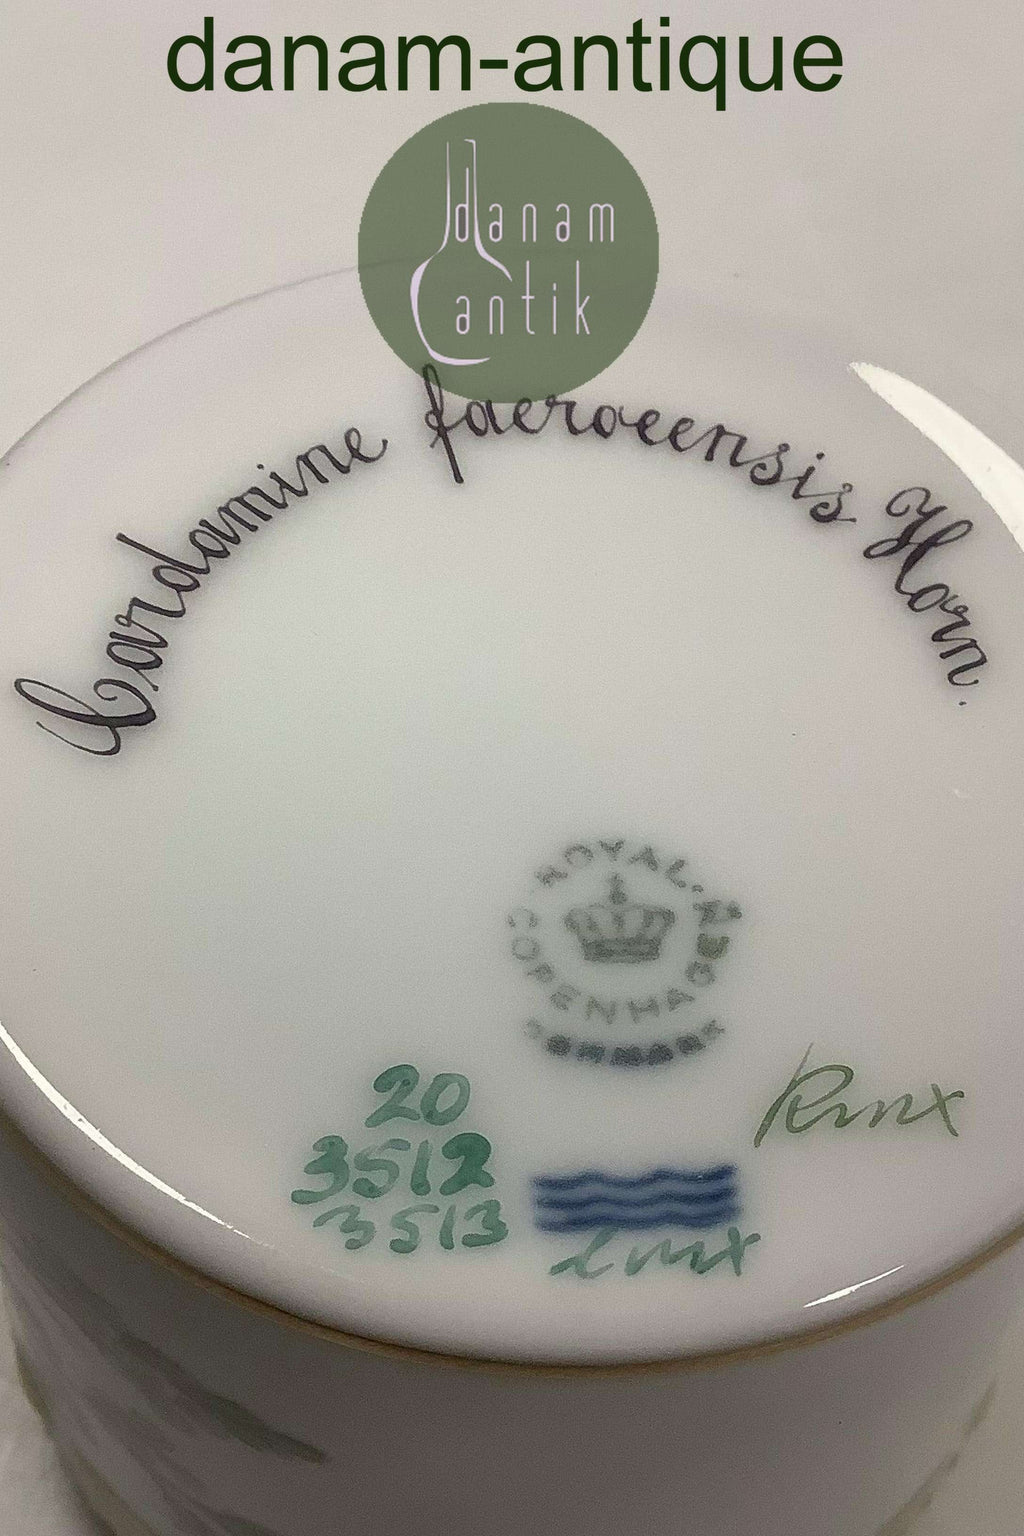 danam-antique
danam
antik
Cardamine faeroeensis Horn.
ROYAL
COPENHAGEN
DENMARK
20
3512
3513